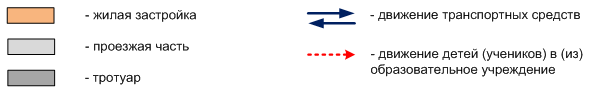 - жилая застройка
- проезжая часть
- тротуар
- движение транспортных средств
- движение детей (учеников) в (из)
образовательное учреждение